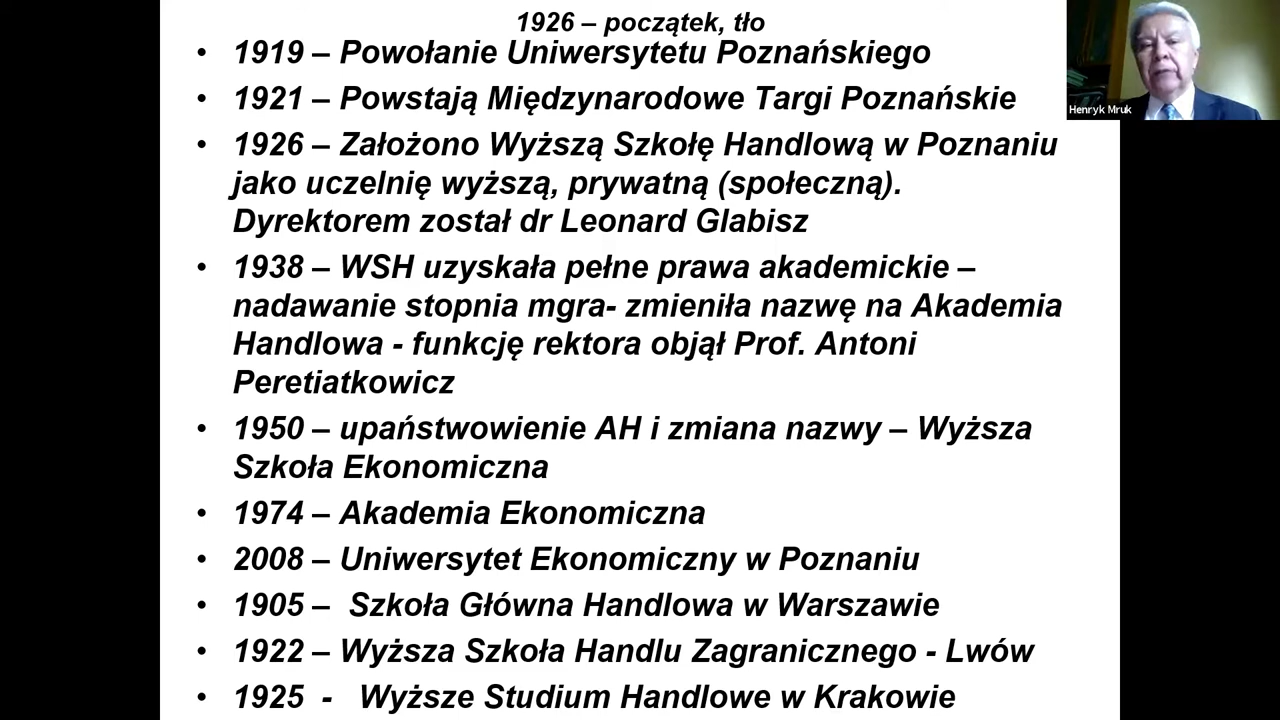 1926 – początek, tło
• 1919 – Powołanie Uniwersytetu Poznańskiego
• 1921 – Powstają Międzynarodowe Targi Poznańskie
• 1926 – Założono Wyższą Szkołę Handlową w Poznaniu
jako uczelnię wyższą, prywatną (społeczną).
Dyrektorem został dr Leonard Glabisz
• 1938 – WSH uzyskała pełne prawa akademickie –
nadawanie stopnia mgra- zmieniła nazwę na Akademia
Handlowa - funkcję rektora objął Prof. Antoni
Peretiatkowicz
• 1950 – upaństwowienie AH i zmiana nazwy – Wyższa
Szkoła Ekonomiczna
• 1974 – Akademia Ekonomiczna
• 2008 – Uniwersytet Ekonomiczny w Poznaniu
• 1905 – Szkoła Główna Handlowa w Warszawie
• 1922 – Wyższa Szkoła Handlu Zagranicznego - Lwów
• 1925 - Wyższe Studium Handlowe w Krakowie
Henryk Mruk